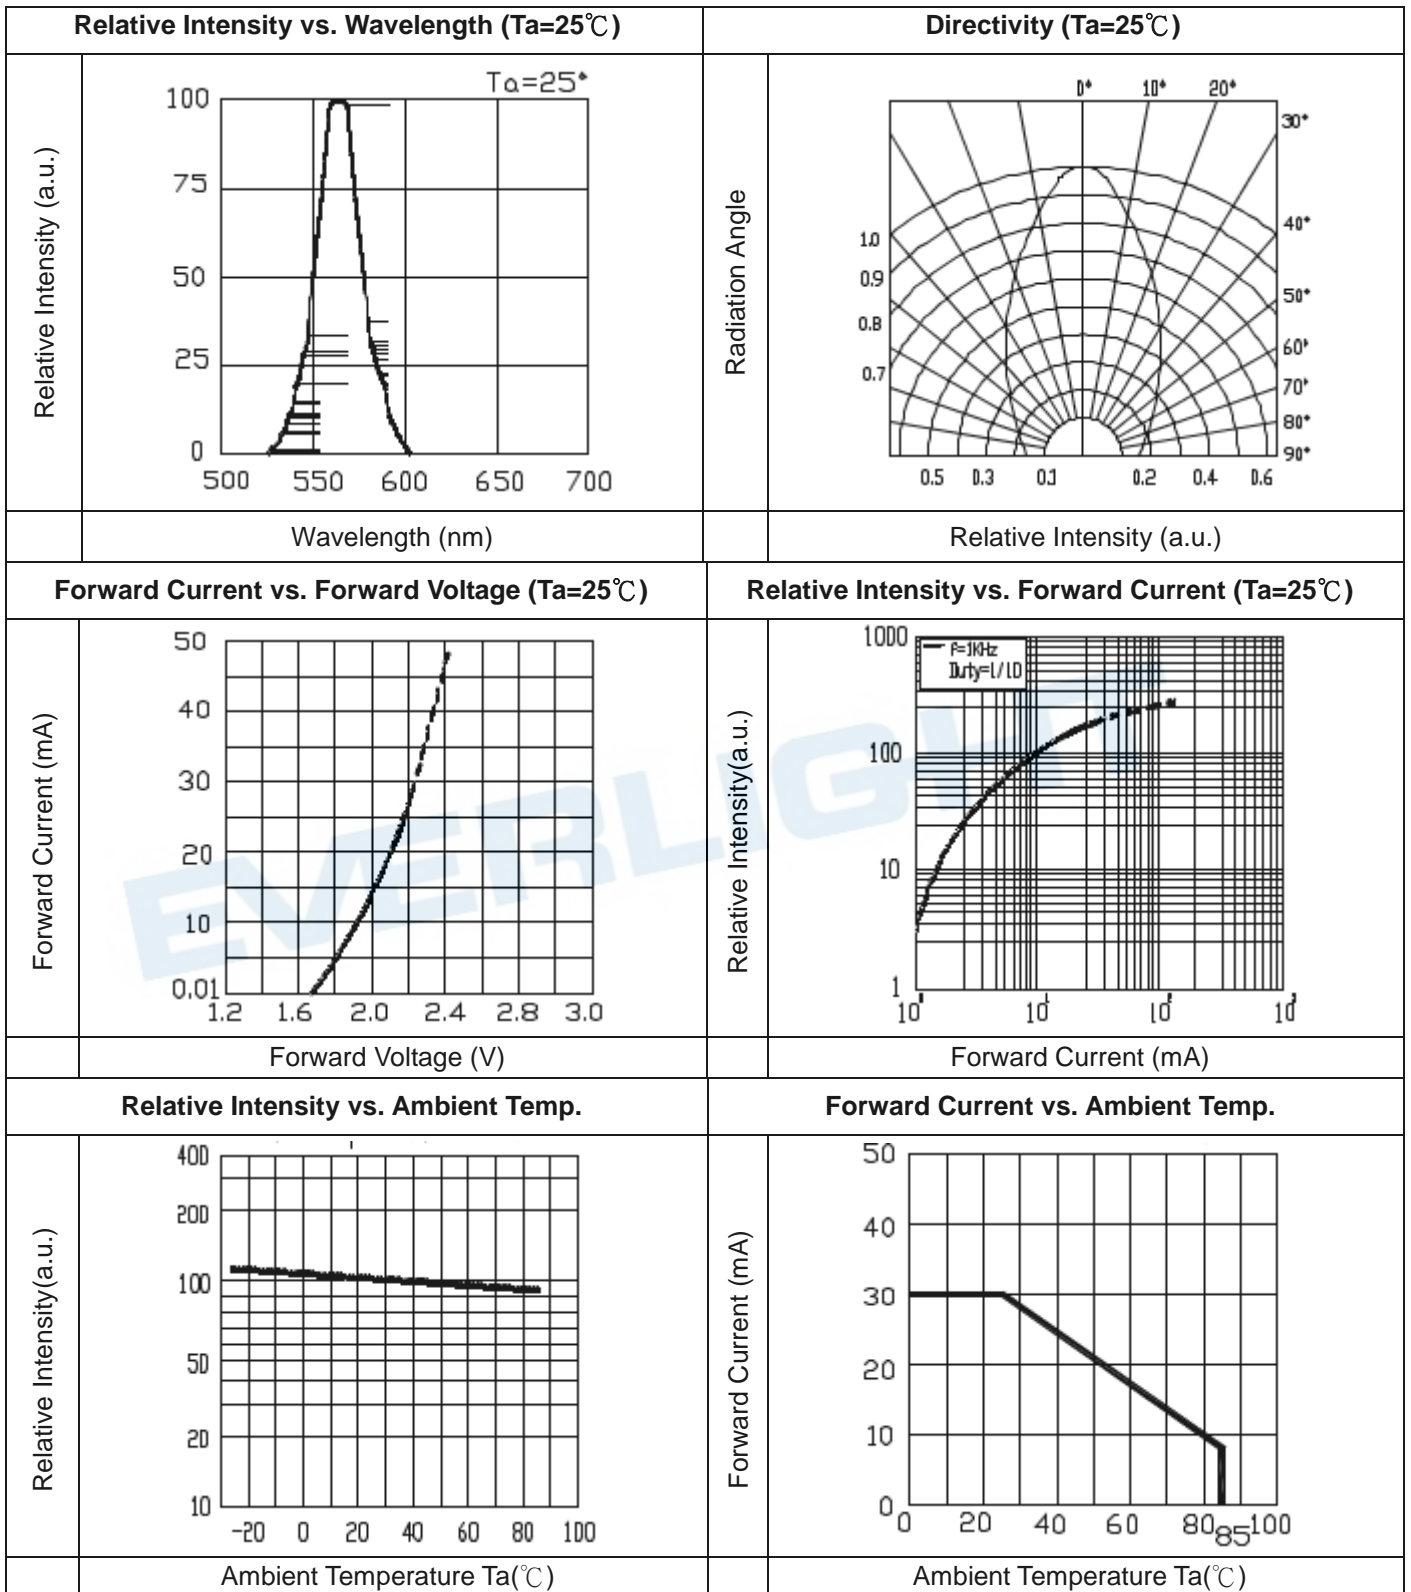 Relative Intensity vs. Wavelength (Ta=25℃)
Relative Intensity (a.u.)
Ta=25°
100
75
50
25
0
500 550 600 650 700
Wavelength (nm)
Directivity (Ta=25℃)
Radiation Angle
0° 10° 20°
30°
40°
50°
60°
70°
80°
90°
1.0
0.9
0.8
0.7
0.5 0.3 0.1 0.2 0.4 0.6
Relative Intensity (a.u.)
Forward Current vs. Forward Voltage (Ta=25℃)
Forward Current (mA)
50
40
30
20
10
0.01
1.2 1.6 2.0 2.4 2.8 3.0
Forward Voltage (V)
Relative Intensity vs. Forward Current (Ta=25℃)
Relative Intensity(a.u.)
f=1KHz
Duty=1/10
1000
100
10
1
10 10 10 10
Forward Current (mA)
EVERLIGHT
Relative Intensity vs. Ambient Temp.
Relative Intensity(a.u.)
400
200
100
50
20
10
-20 0 20 40 60 80 100
Ambient Temperature Ta(℃)
Forward Current vs. Ambient Temp.
Forward Current (mA)
50
40
30
20
10
0
0 20 40 60 80 85 100
Ambient Temperature Ta(℃)